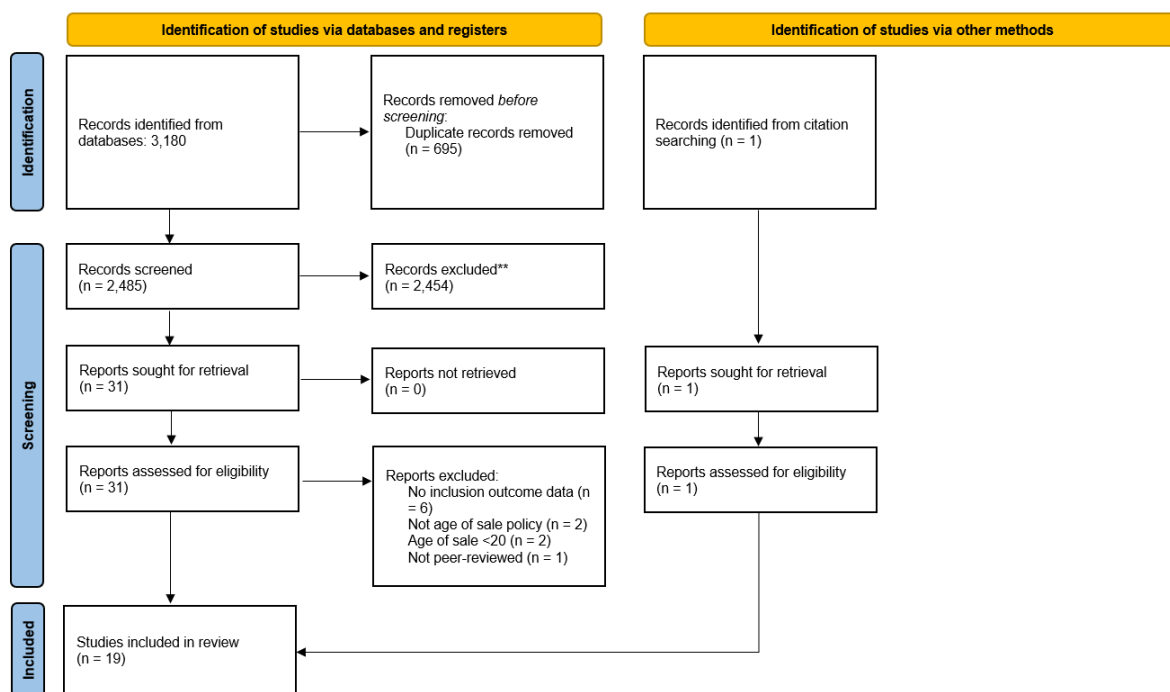 Identification of studies via databases and registers
Identification of studies via other methods
Identification
Records identified from
databases: 3,180
Records removed before
screening:
Duplicate records removed
(n = 695)
Records identified from citation
searching (n = 1)
Screening
Records screened
(n = 2,485)
Records excluded**
(n = 2,454)
Reports sought for retrieval
(n = 31)
Reports not retrieved
(n = 0)
Reports sought for retrieval
(n = 1)
Reports assessed for eligibility
(n = 31)
Reports excluded:
No inclusion outcome data (n
= 6)
Not age of sale policy (n = 2)
Age of sale <20 (n = 2)
Not peer-reviewed (n = 1)
Reports assessed for eligibility
(n = 1)
Included
Studies included in review
(n = 19)